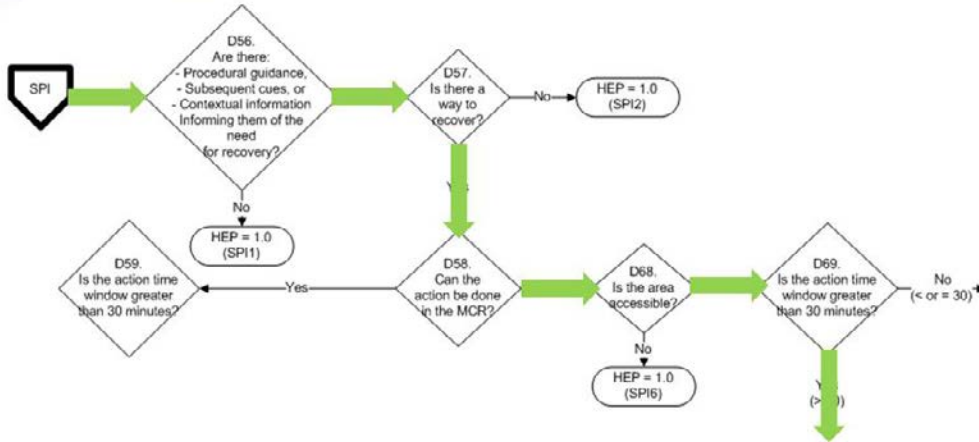 SPI
D56.
Are there:
- Procedural guidance,
- Subsequent cues, or
- Contextual information
Informing them of the
need
for recovery?
No
HEP = 1.0
(SPI1)
D57.
Is there a
way to
recover?
No
HEP = 1.0
(SPI2)
D58.
Can the
action be done
in the MCR?
Yes
D59.
Is the action time
window greater
than 30 minutes?
D68.
Is the area
accessible?
No
HEP = 1.0
(SPI6)
D69.
Is the action time
window greater
than 30 minutes?
No
(< or = 30)